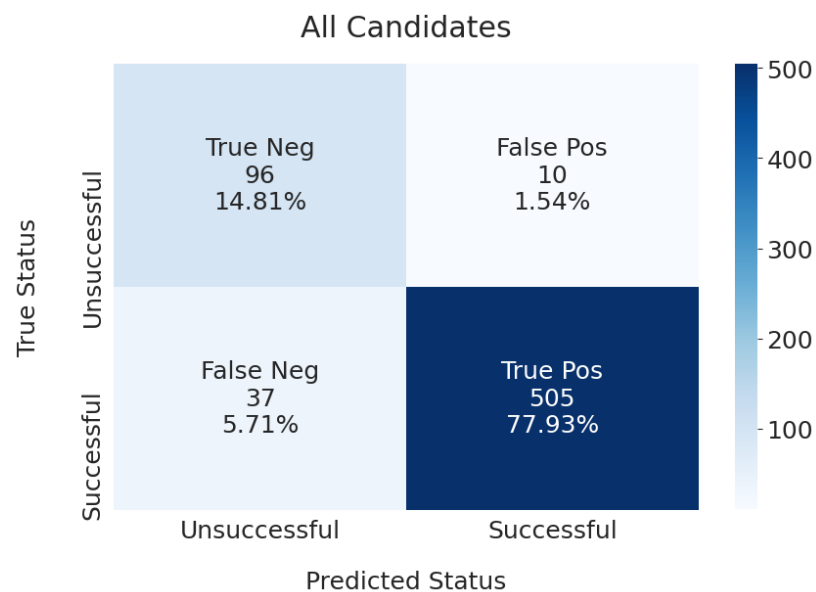 All Candidates
True Status
Unsuccessful
Successful
True Neg
96
14.81%
False Pos
10
1.54%
False Neg
37
5.71%
True Pos
505
77.93%
500
400
300
200
100
Unsuccessful
Successful
Predicted Status